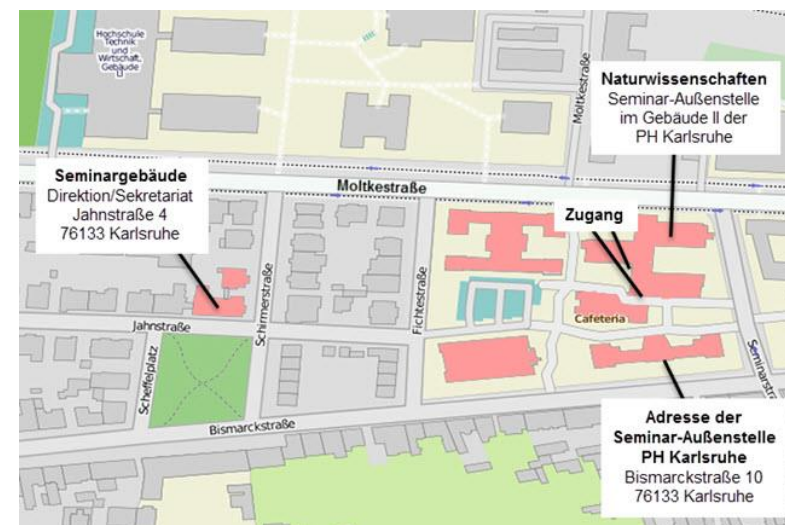 Hochschule
Technik
und
Wirtschaft,
Gebäude
Moltkestraße
Naturwissenschaften
Seminar-Außenstelle
im Gebäude II der
PH Karlsruhe
Seminargebäude
Direktion/Sekretariat
Jahnstraße 4
76133 Karlsruhe
Moltkestraße
Zugang
Schirmerstraße
Fichtestraße
Jahnstraße
Scheffelplatz
Cafeteria
Seminarstra
Bismarckstraße
Adresse der
Seminar-Außenstelle
PH Karlsruhe
Bismarckstraße 10
76133 Karlsruhe